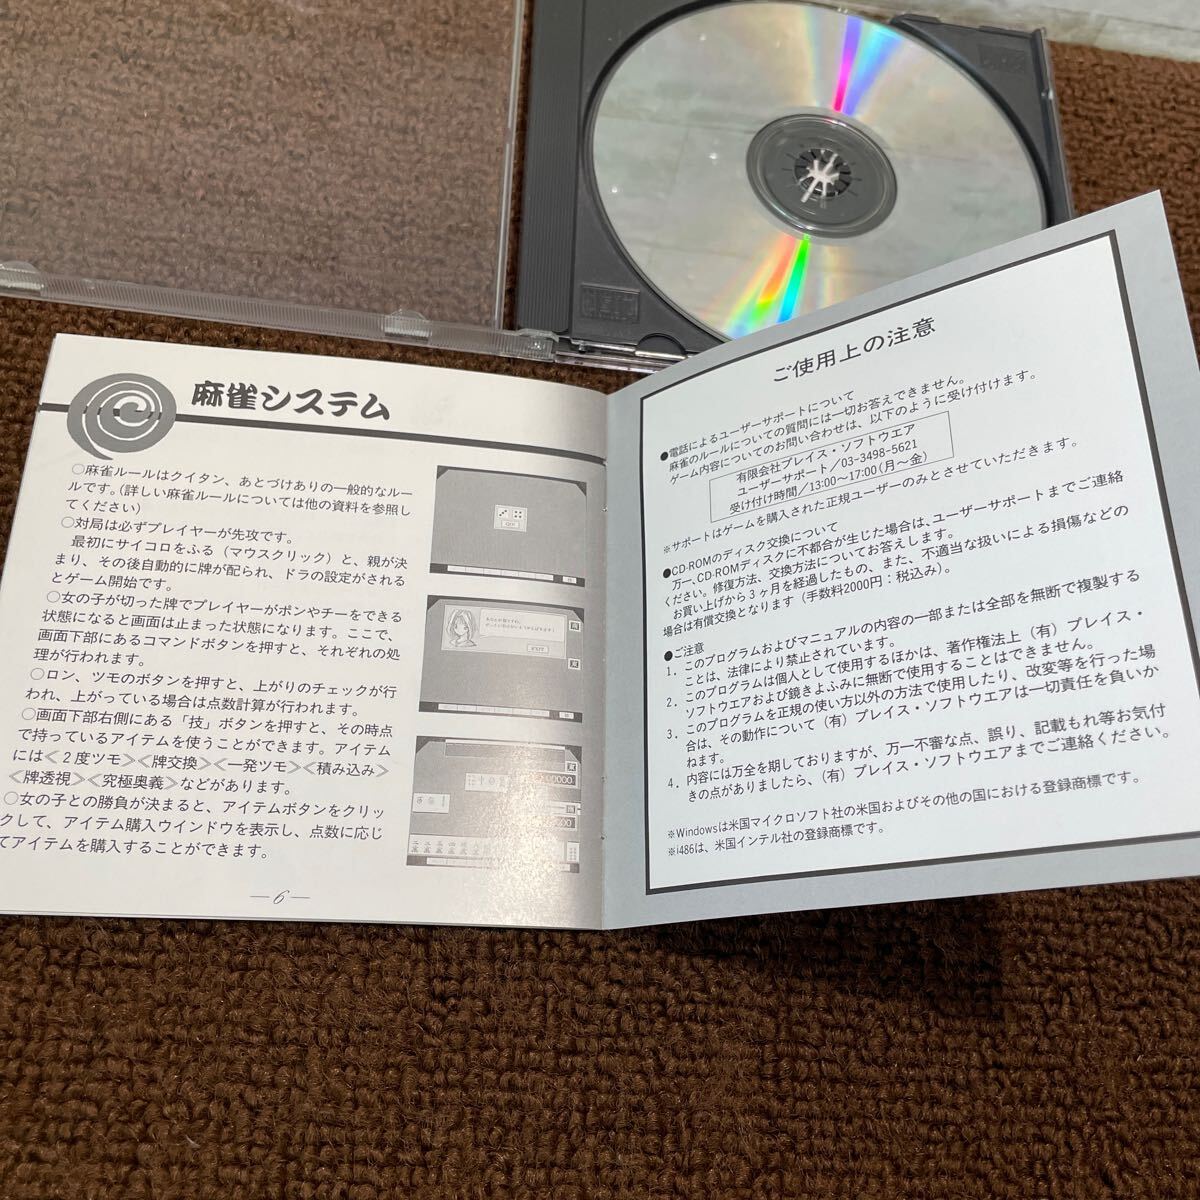 麻雀システム
○麻雀ルールはクイタン、あとづけありの一般的なルー
ルです。(詳しい麻雀ルールについては他の資料を参照し
てください)
○対局は必ずプレイヤーが先攻です。
最初にサイコロをふる（マウスクリック）と、親が決
まり、その後自動的に牌が配られ、ドラの設定がされる
とゲーム開始です。
○女の子が切った牌でプレイヤーがポンやチーをできる
状態になると画面は止まった状態になります。ここで、
画面下部にあるコマンドボタンを押すと、それぞれの処
理が行われます。
○ロン、ツモのボタンを押すと、上がりのチェックが行
われ、上がっている場合は点数計算が行われます。
○画面下部右側にある「技」ボタンを押すと、その時点
で持っているアイテムを使うことができます。アイテム
には≪２度ツモ≫≪牌交換≫≪一発ツモ≫≪積み込み≫
≪牌透視≫≪究極奥義≫などがあります。
○女の子との勝負が決まると、アイテムボタンをクリッ
クして、アイテム購入ウインドウを表示し、点数に応じ
てアイテムを購入することができます。
—6—
ご使用上の注意
●電話によるユーザーサポートについて
麻雀のルールについての質問には一切お答えできません。
ゲーム内容についてのお問い合わせは、以下のように受け付けます。
有限会社プレイス・ソフトウエア
ユーザーサポート／03-3498-5621
受け付け時間／13:00〜17:00(月〜金)
※サポートはゲームを購入された正規ユーザーのみとさせていただきます。
●CD-ROMのディスク交換について
万一、CD-ROMディスクに不都合が生じた場合は、ユーザーサポートまでご連絡
ください。修復方法、交換方法についてお答えします。
お買い上げから３ヶ月を経過したもの、また、不適当な扱いによる損傷などの
場合は有償交換となります（手数料2000円：税込み）。
●ご注意
1. このプログラムおよびマニュアルの内容の一部または全部を無断で複製する
ことは、法律により禁止されています。
2. このプログラムは個人として使用するほかは、著作権法上（有）プレイス・
ソフトウエアおよび鏡きよふみに無断で使用することはできません。
3. このプログラムを正規の使い方以外の方法で使用したり、改変等を行った場
合は、その動作について（有）プレイス・ソフトウエアは一切責任を負いか
ねます。
4. 内容には万全を期しておりますが、万一不審な点、誤り、記載もれ等お気付
きの点がありましたら、（有）プレイス・ソフトウエアまでご連絡ください。
※Windowsは米国マイクロソフト社の米国およびその他の国における登録商標です。
※i486は、米国インテル社の登録商標です。